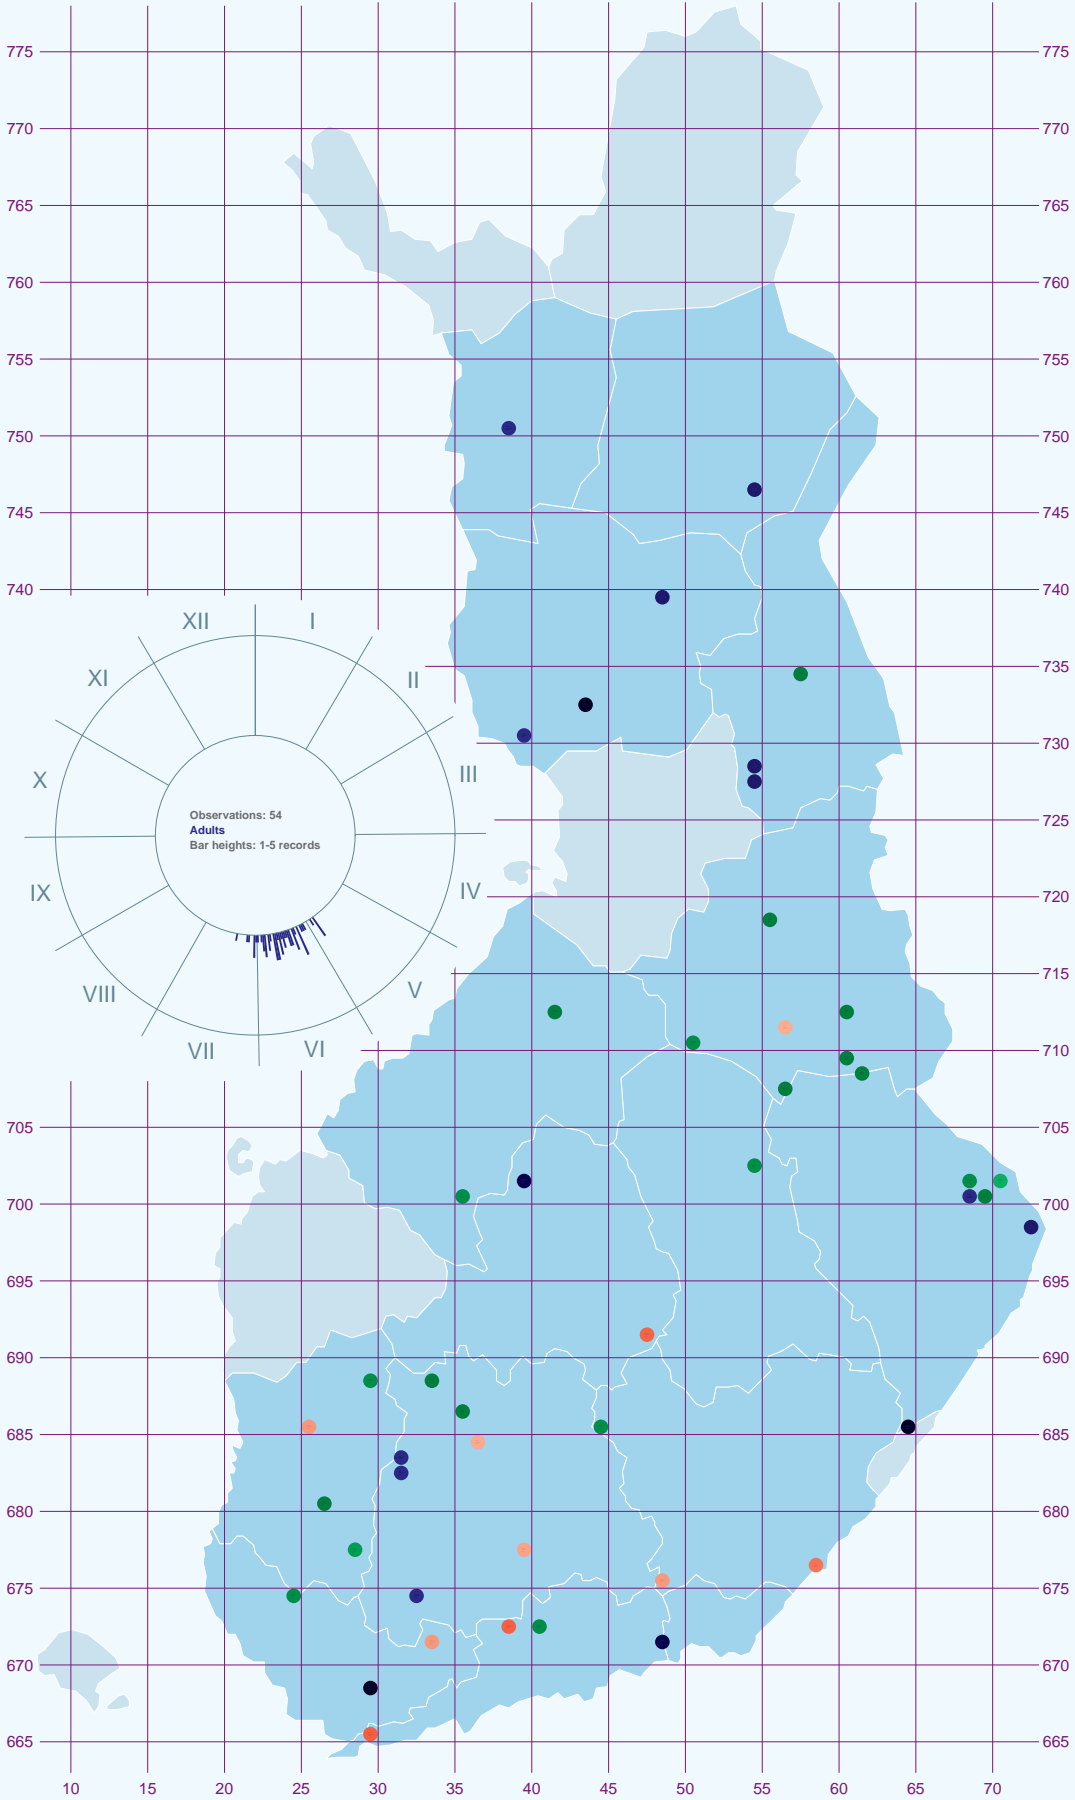 775 775
770 770
765 765
760 760
755 755
750 750
745 745
740 740
XII I
735
XI II
730
X III
Observations: 54
Adults
Bar heights: 1-5 records
725
IX IV
720
VIII V
715
VII VI
710
705 705
700 700
695 695
690 690
685 685
680 680
675 675
670 670
665 665
10 15 20 25 30 35 40 45 50 55 60 65 70